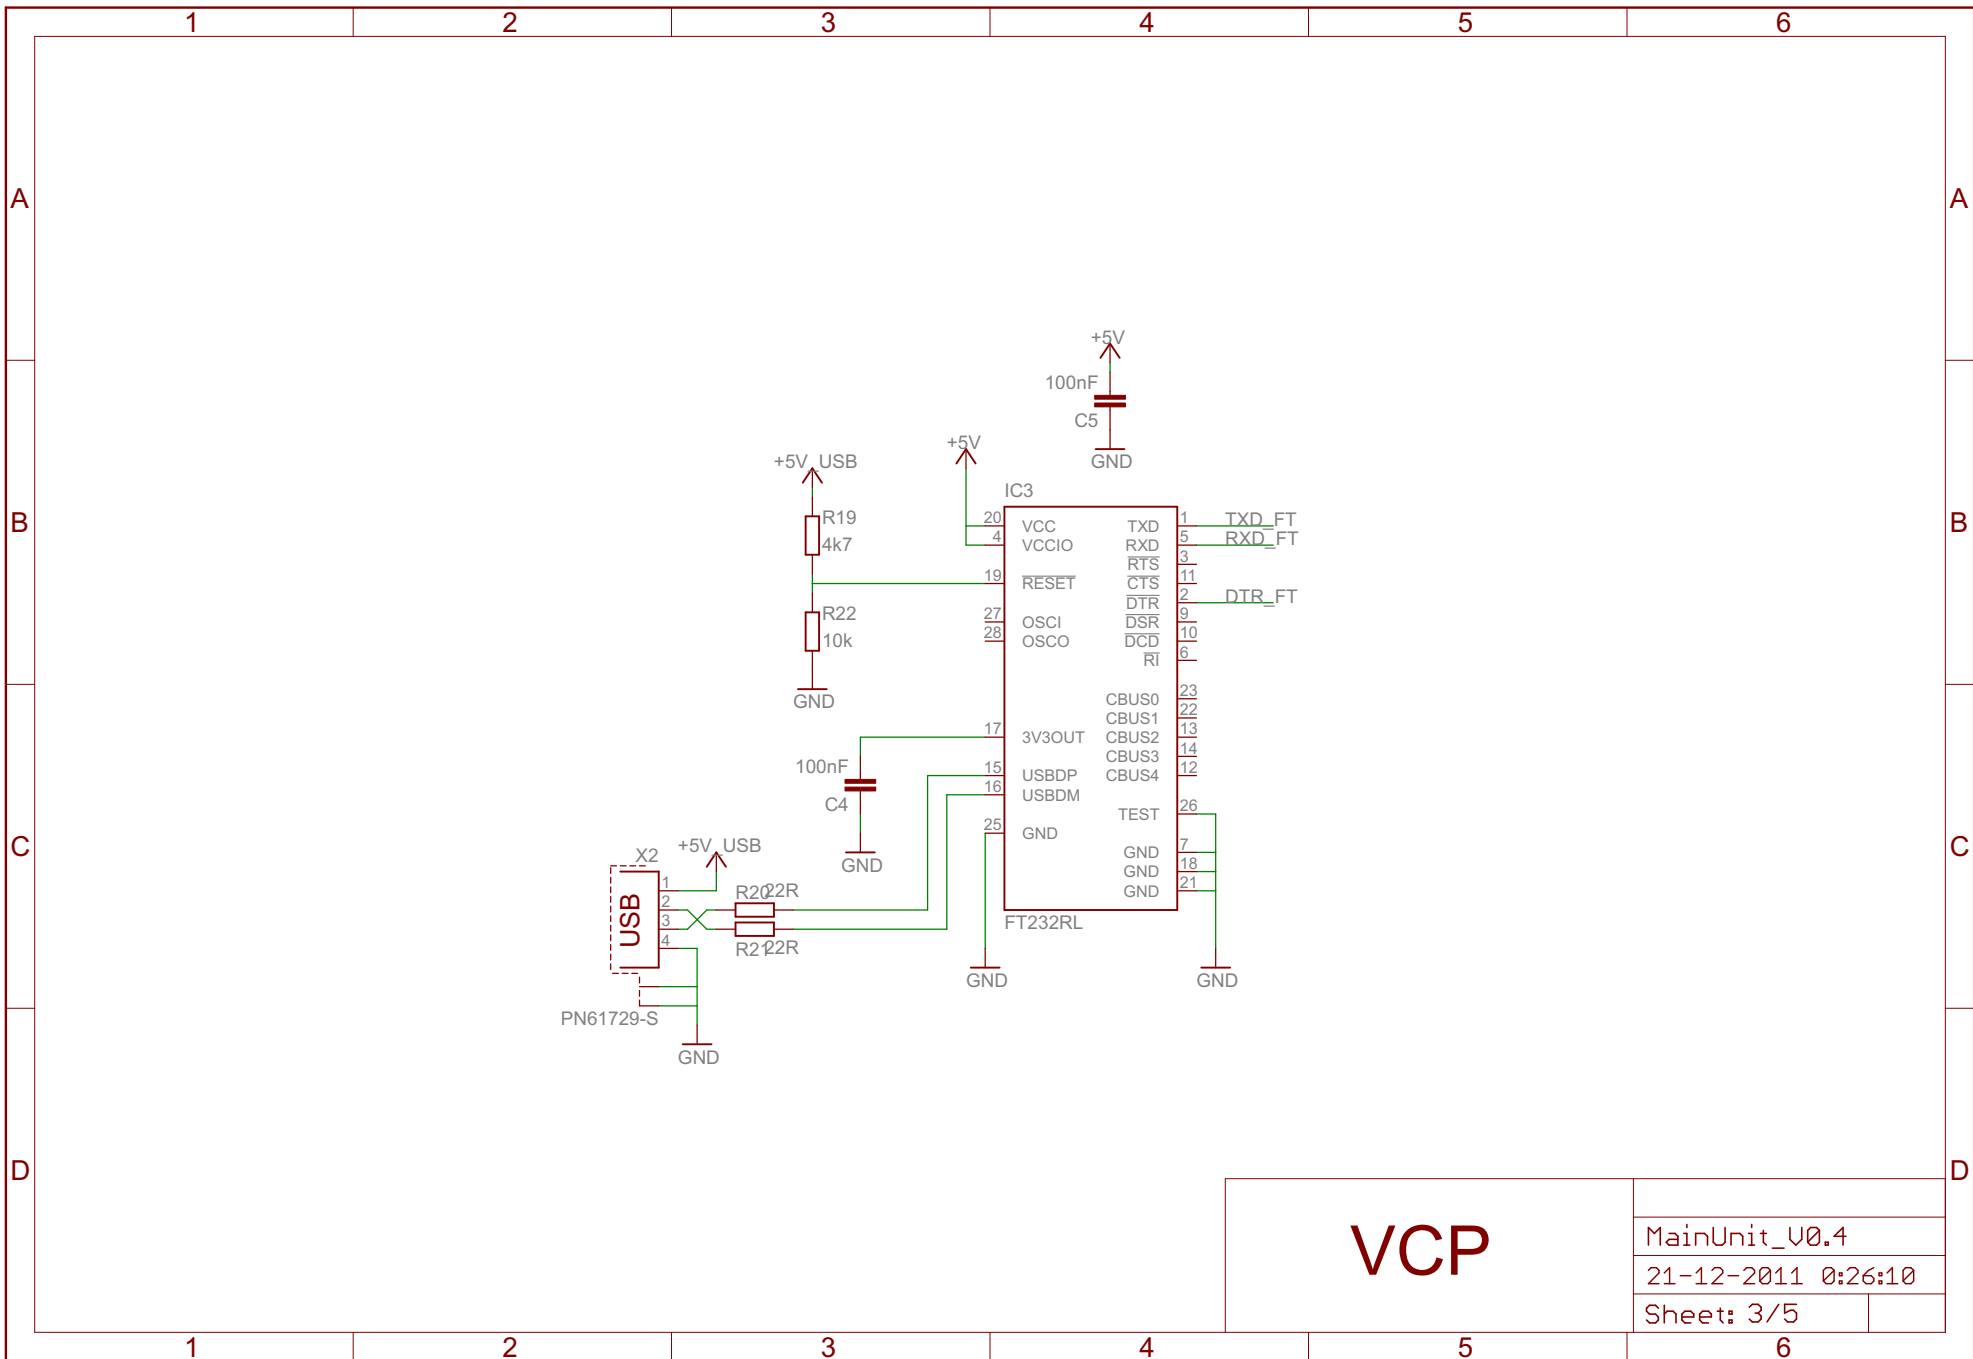 1 2 3 4 5 6
A A
+5V
100nF
C5
GND
+5V
+5V_USB
IC3
B B
R19
4k7
20 VCC TXD 1 TXD_FT
4 VCCIO RXD 5 RXD_FT
RTS 3
19 RESET CTS 11
DTR 2 DTR_FT
R22
10k
27 OSCI DSR 9
28 OSCO DCD 10
RI 6
GND
CBUS0 23
CBUS1 22
17 3V3OUT CBUS2 13
CBUS3 14
100nF
15 USBDP CBUS4 12
16 USBDM
C4
TEST 26
25 GND
GND 7
GND 18
GND 21
GND
C C
X2
+5V_USB
USB
1
2
3
4
R20 22R
R21 22R
FT232RL
GND
GND
PN61729-S
GND
D D
VCP
MainUnit_V0.4
21-12-2011 0:26:10
Sheet: 3/5
1 2 3 4 5 6